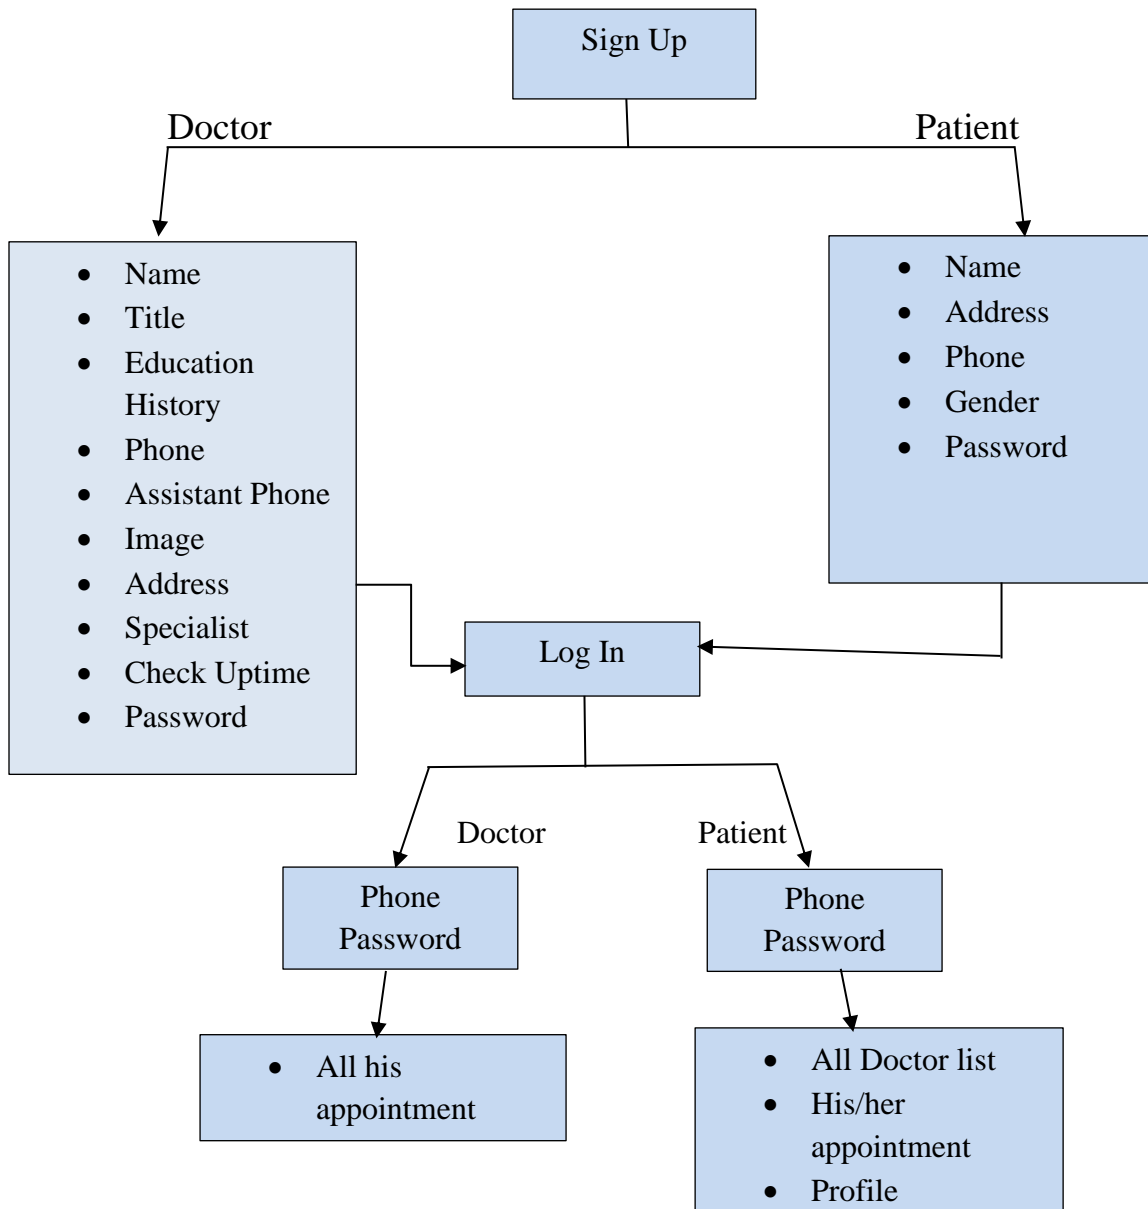 Sign Up
Doctor
Patient
• Name
• Title
• Education
History
• Phone
• Assistant Phone
• Image
• Address
• Specialist
• Check Uptime
• Password
• Name
• Address
• Phone
• Gender
• Password
Log In
Doctor
Patient
Phone
Password
Phone
Password
• All his
appointment
• All Doctor list
• His/her
appointment
• Profile